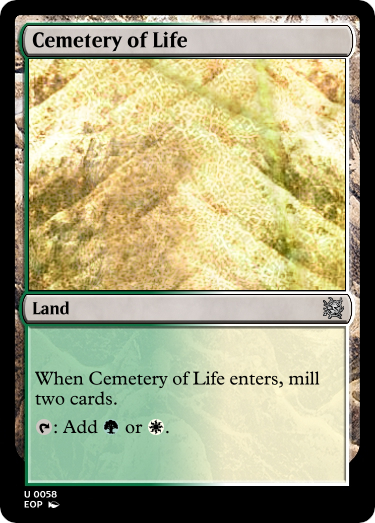 Cemetery of Life
Land
When Cemetery of Life enters, mill
two cards.
: Add or .
U 0058
EOP